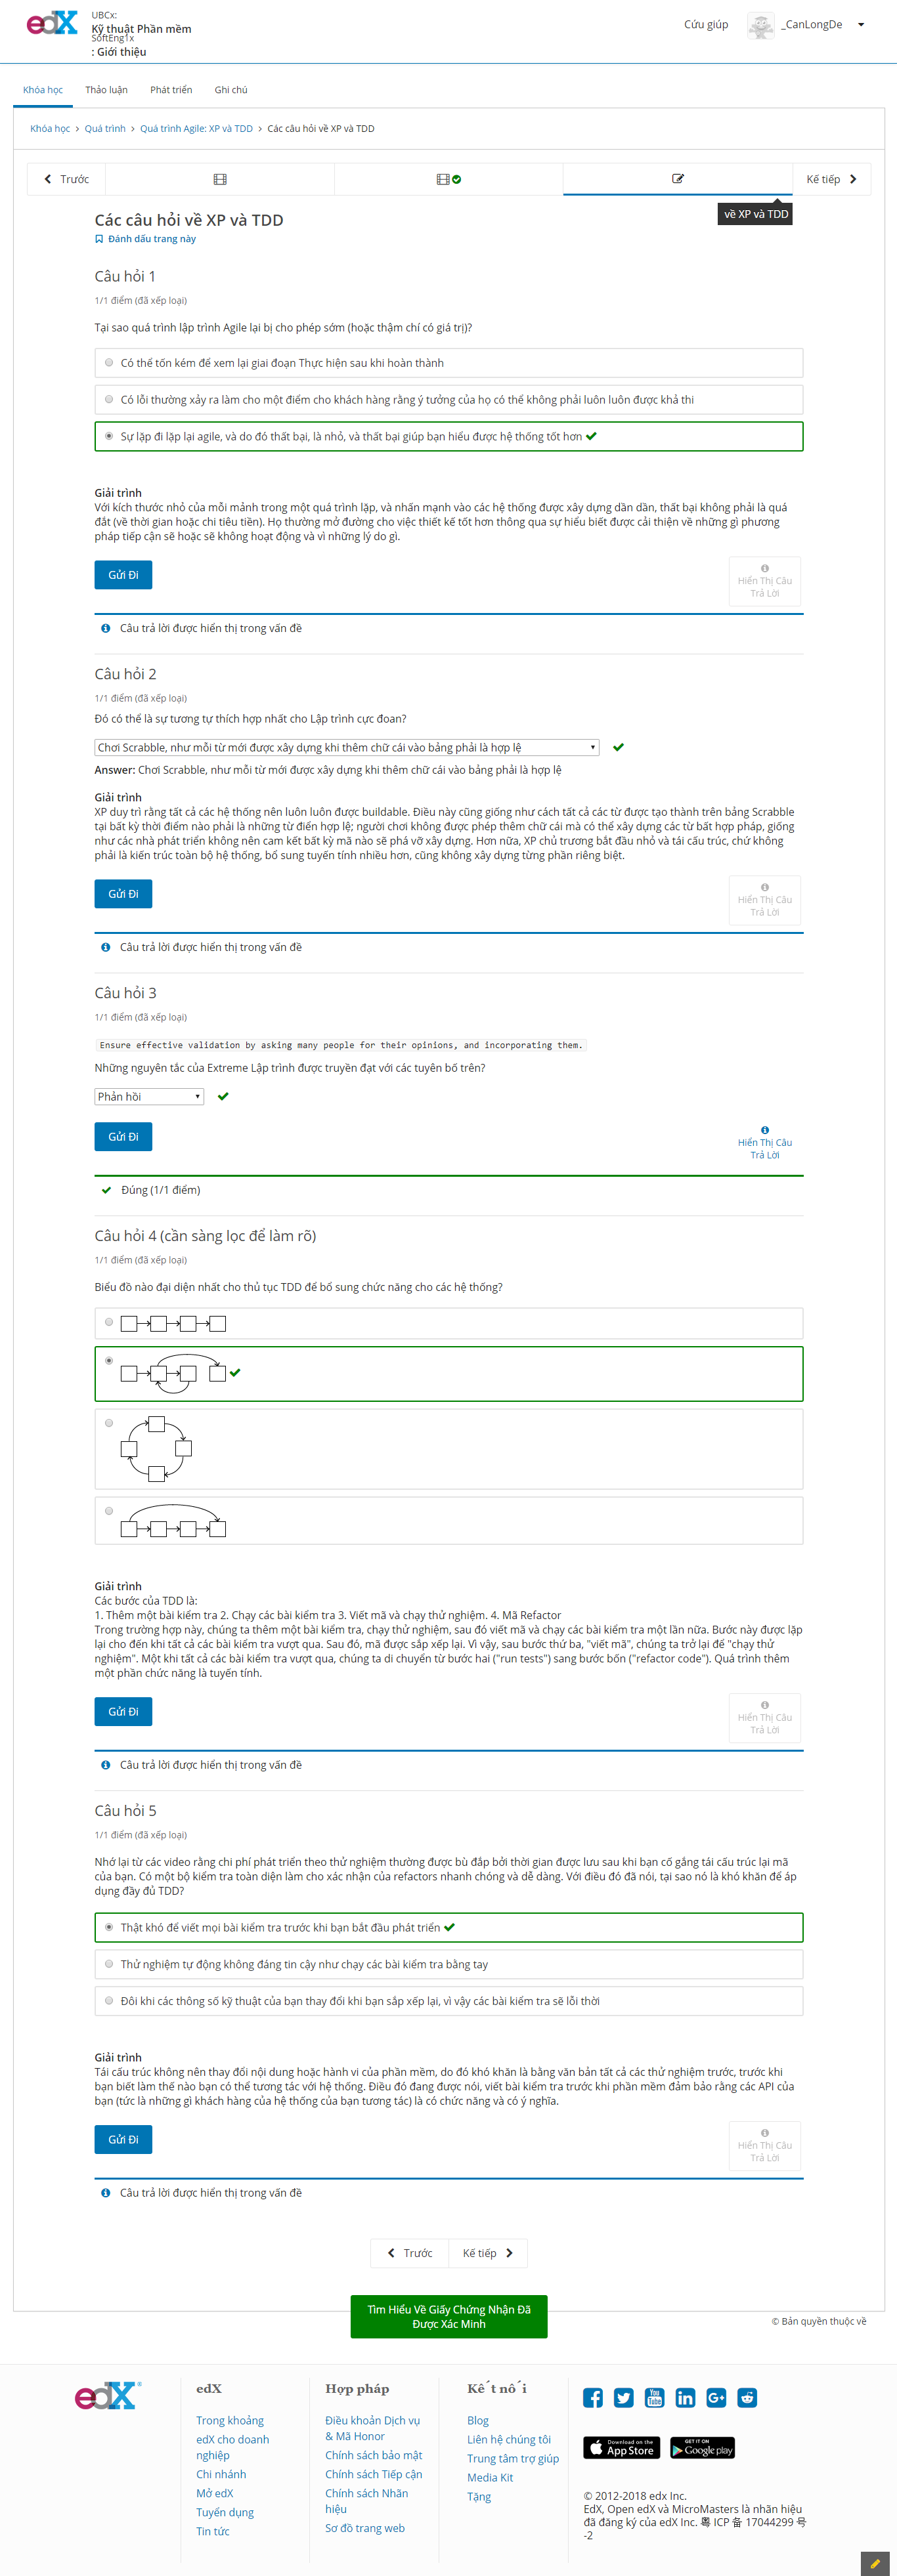 edX
UBCx:
Kỹ thuật Phần mềm
SoftEng1x
: Giới thiệu
Cứu giúp
_CanLongDe
Khóa học
Thảo luận
Phát triển
Ghi chú
Khóa học > Quá trình > Quá trình Agile: XP và TDD > Các câu hỏi về XP và TDD
Trước
Kế tiếp
về XP và TDD
Các câu hỏi về XP và TDD
Đánh dấu trang này
Câu hỏi 1
1/1 điểm (đã xếp loại)
Tại sao quá trình lập trình Agile lại bị cho phép sớm (hoặc thậm chí có giá trị)?
Có thể tốn kém để xem lại giai đoạn Thực hiện sau khi hoàn thành
Có lỗi thường xảy ra làm cho một điểm cho khách hàng rằng ý tưởng của họ có thể không phải luôn luôn được khả thi
Sự lặp đi lặp lại agile, và do đó thất bại, là nhỏ, và thất bại giúp bạn hiểu được hệ thống tốt hơn
Giải trình
Với kích thước nhỏ của mỗi mảnh trong một quá trình lặp, và nhấn mạnh vào các hệ thống được xây dựng dần dần, thất bại không phải là quá
đắt (về thời gian hoặc chi tiêu tiền). Họ thường mở đường cho việc thiết kế tốt hơn thông qua sự hiểu biết được cải thiện về những gì phương
pháp tiếp cận sẽ hoặc sẽ không hoạt động và vì những lý do gì.
Gửi Đi
Hiển Thị Câu
Trả Lời
Câu trả lời được hiển thị trong vấn đề
Câu hỏi 2
1/1 điểm (đã xếp loại)
Đó có thể là sự tương tự thích hợp nhất cho Lập trình cực đoan?
Chơi Scrabble, như mỗi từ mới được xây dựng khi thêm chữ cái vào bảng phải là hợp lệ
Answer: Chơi Scrabble, như mỗi từ mới được xây dựng khi thêm chữ cái vào bảng phải là hợp lệ
Giải trình
XP duy trì rằng tất cả các hệ thống nên luôn luôn được buildable. Điều này cũng giống như cách tất cả các từ được tạo thành trên bảng Scrabble
tại bất kỳ thời điểm nào phải là những từ điển hợp lệ; người chơi không được phép thêm chữ cái mà có thể xây dựng các từ bất hợp pháp, giống
như các nhà phát triển không nên cam kết bất kỳ mã nào sẽ phá vỡ xây dựng. Hơn nữa, XP chủ trương bắt đầu nhỏ và tái cấu trúc, chứ không
phải là kiến trúc toàn bộ hệ thống, bổ sung tuyến tính nhiều hơn, cũng không xây dựng từng phần riêng biệt.
Gửi Đi
Hiển Thị Câu
Trả Lời
Câu trả lời được hiển thị trong vấn đề
Câu hỏi 3
1/1 điểm (đã xếp loại)
Ensure effective validation by asking many people for their opinions, and incorporating them.
Những nguyên tắc của Extreme Lập trình được truyền đạt với các tuyên bố trên?
Phản hồi
Gửi Đi
Hiển Thị Câu
Trả Lời
Đúng (1/1 điểm)
Câu hỏi 4 (cần sàng lọc để làm rõ)
1/1 điểm (đã xếp loại)
Biểu đồ nào đại diện nhất cho thủ tục TDD để bổ sung chức năng cho các hệ thống?
Giải trình
Các bước của TDD là:
1. Thêm một bài kiểm tra 2. Chạy các bài kiểm tra 3. Viết mã và chạy thử nghiệm. 4. Mã Refactor
Trong trường hợp này, chúng ta thêm một bài kiểm tra, chạy thử nghiệm, sau đó viết mã và chạy các bài kiểm tra một lần nữa. Bước này được lặp
lại cho đến khi tất cả các bài kiểm tra vượt qua. Sau đó, mã được sắp xếp lại. Vì vậy, sau bước thứ ba, "viết mã", chúng ta trở lại để "chạy thử
nghiệm". Một khi tất cả các bài kiểm tra vượt qua, chúng ta di chuyển từ bước hai ("run tests") sang bước bốn ("refactor code"). Quá trình thêm
một phần chức năng là tuyến tính.
Gửi Đi
Hiển Thị Câu
Trả Lời
Câu trả lời được hiển thị trong vấn đề
Câu hỏi 5
1/1 điểm (đã xếp loại)
Nhớ lại từ các video rằng chi phí phát triển theo thử nghiệm thường được bù đắp bởi thời gian được lưu sau khi bạn cố gắng tái cấu trúc lại mã
của bạn. Có một bộ kiểm tra toàn diện làm cho xác nhận của refactors nhanh chóng và dễ dàng. Với điều đó đã nói, tại sao nó là khó khăn để áp
dụng đầy đủ TDD?
Thật khó để viết mọi bài kiểm tra trước khi bạn bắt đầu phát triển
Thử nghiệm tự động không đáng tin cậy như chạy các bài kiểm tra bằng tay
Đôi khi các thông số kỹ thuật của bạn thay đổi khi bạn sắp xếp lại, vì vậy các bài kiểm tra sẽ lỗi thời
Giải trình
Tái cấu trúc không nên thay đổi nội dung hoặc hành vi của phần mềm, do đó khó khăn là bằng văn bản tất cả các thử nghiệm trước, trước khi
bạn biết làm thế nào bạn có thể tương tác với hệ thống. Điều đó đang được nói, viết bài kiểm tra trước khi phần mềm đảm bảo rằng các API của
bạn (tức là những gì khách hàng của hệ thống của bạn tương tác) là có chức năng và có ý nghĩa.
Gửi Đi
Hiển Thị Câu
Trả Lời
Câu trả lời được hiển thị trong vấn đề
Trước
Kế tiếp
Tìm Hiểu Về Giấy Chứng Nhận Đã
Được Xác Minh
© Bản quyền thuộc về
edX
edX
Trong khoảng
edX cho doanh
nghiệp
Chi nhánh
Mở edX
Tuyển dụng
Tin tức
Hợp pháp
Điều khoản Dịch vụ
& Mã Honor
Chính sách bảo mật
Chính sách Tiếp cận
Chính sách Nhãn
hiệu
Sơ đồ trang web
Kết nối
Blog
Liên hệ chúng tôi
Trung tâm trợ giúp
Media Kit
Tặng
Download on the
App Store
GET IT ON
Google play
© 2012-2018 edx Inc.
EdX, Open edX và MicroMasters là nhãn hiệu
đã đăng ký của edX Inc. 粤 ICP 备 17044299 号
-2